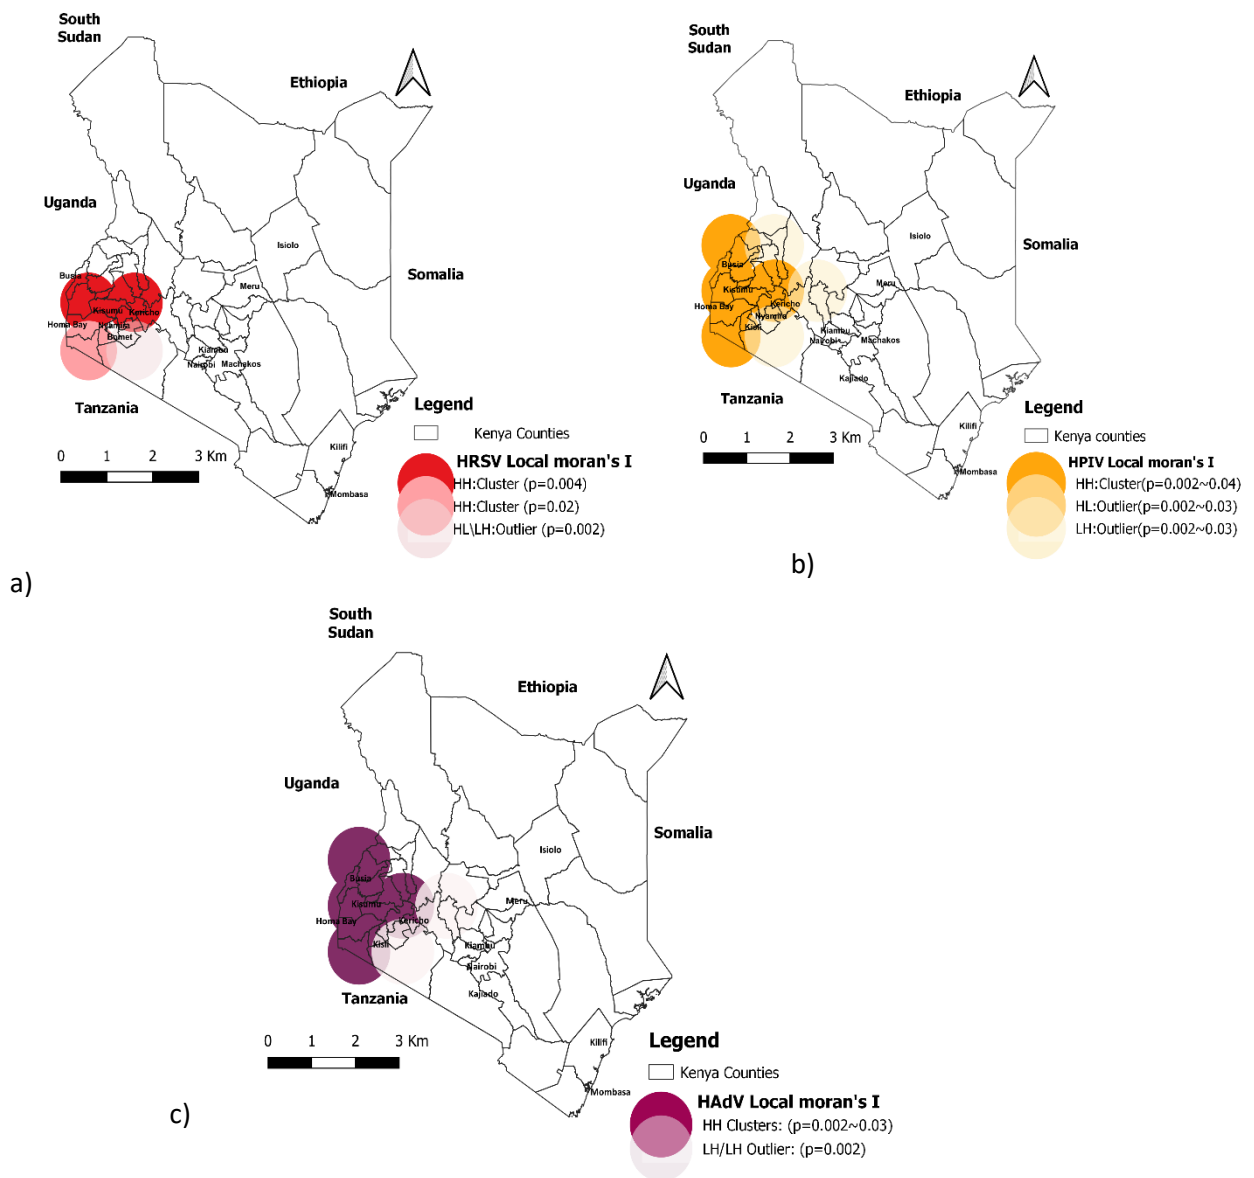 South
Sudan
Ethiopia
Uganda
Isiolo
Somalia
Busia
Meru
Kisumu
Kericho
Homa Bay
Nyamira
Bomet
Kiambu
Nairobi
Machakos
Tanzania
Legend
Kenya Counties
Kilifi
0 1 2 3 Km
HRSV Local moran's I
HH:Cluster (p=0.004)
Mombasa
HH:Cluster (p=0.02)
HL\LH:Outlier (p=0.002)
a)
South
Sudan
Ethiopia
Uganda
Isiolo
Somalia
Busia
Meru
Kisumu
Homa Bay
Kericho
Nyamira
Kisii
Kiambu
Nairobi
Machakos
Kajiado
Tanzania
Legend
Kilifi
0 1 2 3 Km
Kenya counties
HPIV Local moran's I
Mombasa
HH:Cluster(p=0.002~0.04)
HL:Outlier(p=0.002~0.03)
LH:Outlier(p=0.002~0.03)
b)
South
Sudan
Ethiopia
Uganda
Somalia
Isiolo
Busia
Kisumu
Meru
Homa Bay
Kericho
Kisii
Kiambu
Nairobi
Kajiado
Tanzania
Legend
Kilifi
0 1 2 3 Km
Kenya Counties
Mombasa
HAdV Local moran's I
HH Clusters: (p=0.002~0.03)
LH/LH Outlier: (p=0.002)
c)